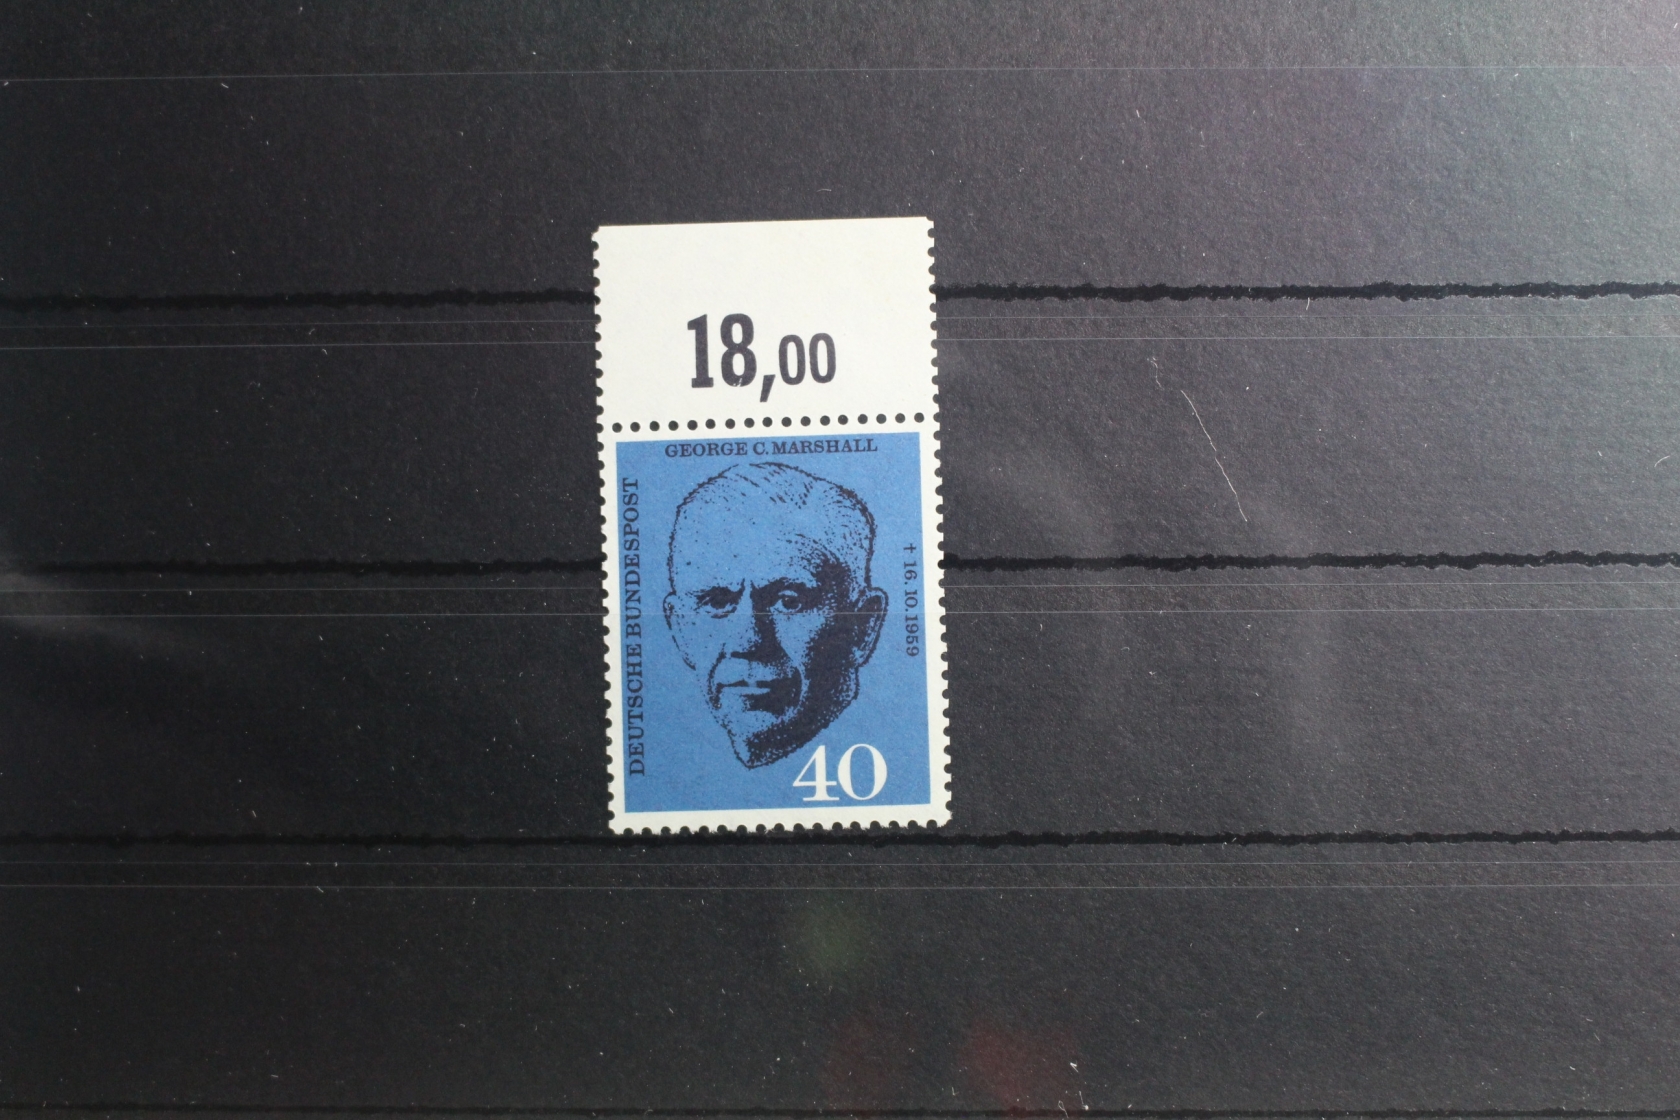 18,00
GEORGE C. MARSHALL
DEUTSCHE BUNDESPOST
† 16. 10. 1959
40